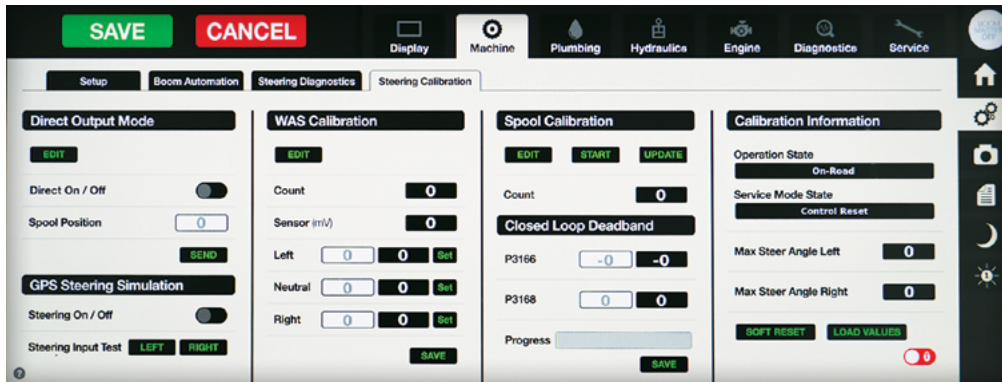 SAVE
CANCEL
Display
Machine
Plumbing
Hydraulics
Engine
Diagnostics
Service
BOOM
MASTER
OFF
Setup
Boom Automation
Steering Diagnostics
Steering Calibration
Direct Output Mode
EDIT
Direct On / Off
Spool Position 0
SEND
GPS Steering Simulation
Steering On / Off
Steering Input Test LEFT RIGHT
WAS Calibration
EDIT
Count 0
Sensor (mV) 0
Left 0 0 Set
Neutral 0 0 Set
Right 0 0 Set
SAVE
Spool Calibration
EDIT START UPDATE
Count 0
Closed Loop Deadband
P3166 -0 -0
P3168 0 0
Progress
SAVE
Calibration Information
Operation State
On-Road
Service Mode State
Control Reset
Max Steer Angle Left 0
Max Steer Angle Right 0
SOFT RESET LOAD VALUES